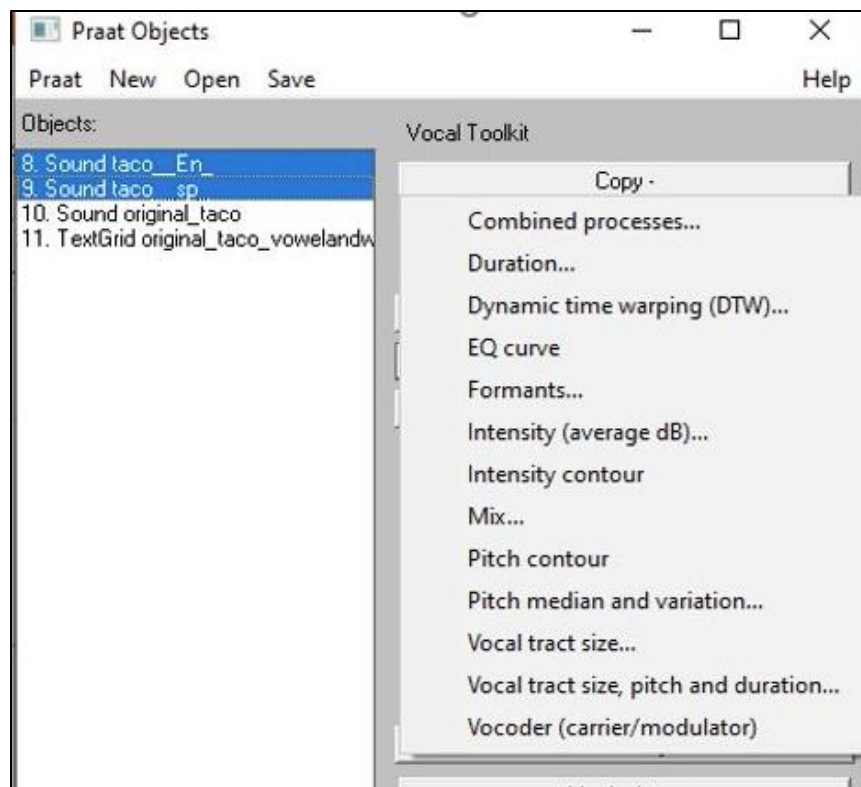 Praat Objects
Praat New Open Save Help
Objects:
Vocal Toolkit
8. Sound taco__En_
9. Sound taco__sp_
10. Sound original_taco
11. TextGrid original_taco_vowelandw
Copy -
Combined processes...
Duration...
Dynamic time warping (DTW)...
EQ curve
Formants...
Intensity (average dB)...
Intensity contour
Mix...
Pitch contour
Pitch median and variation...
Vocal tract size...
Vocal tract size, pitch and duration...
Vocoder (carrier/modulator)